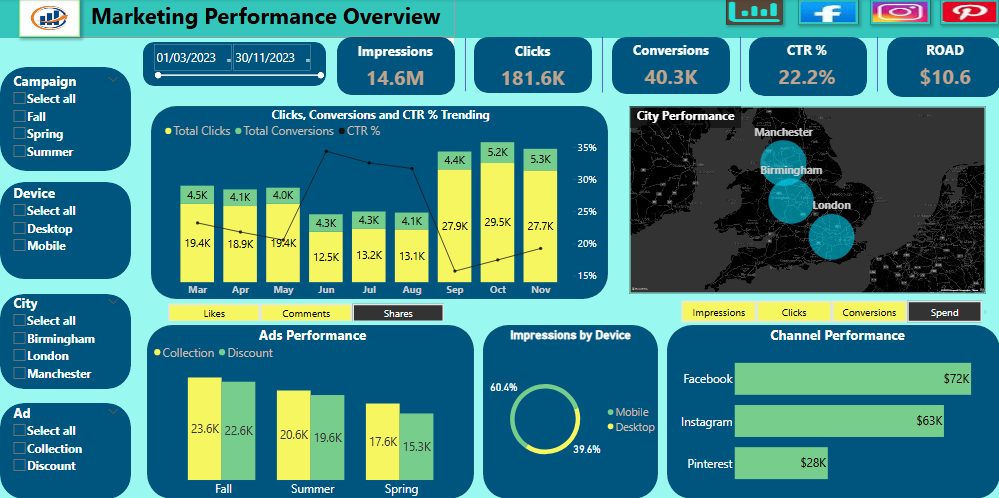 Marketing Performance Overview
01/03/2023 30/11/2023
Impressions
14.6M
Clicks
181.6K
Conversions
40.3K
CTR %
22.2%
ROAD
$10.6
Campaign
Select all
Fall
Spring
Summer
Device
Select all
Desktop
Mobile
City
Select all
Birmingham
London
Manchester
Ad
Select all
Collection
Discount
Clicks, Conversions and CTR % Trending
Total Clicks Total Conversions CTR %
35%
30%
25%
20%
15%
4.5K 4.1K 4.0K 4.3K 4.3K 4.1K 4.4K 5.2K 5.3K
19.4K 18.9K 19.4K 12.5K 13.2K 13.1K 27.9K 29.5K 27.7K
Mar Apr May Jun Jul Aug Sep Oct Nov
City Performance
Manchester
Birmingham
London
Likes Comments Shares
Impressions Clicks Conversions Spend
Ads Performance
Collection Discount
23.6K 22.6K 20.6K 19.6K 17.6K 15.3K
Fall Summer Spring
Impressions by Device
60.4%
Mobile
Desktop
39.6%
Channel Performance
Facebook $72K
Instagram $63K
Pinterest $28K